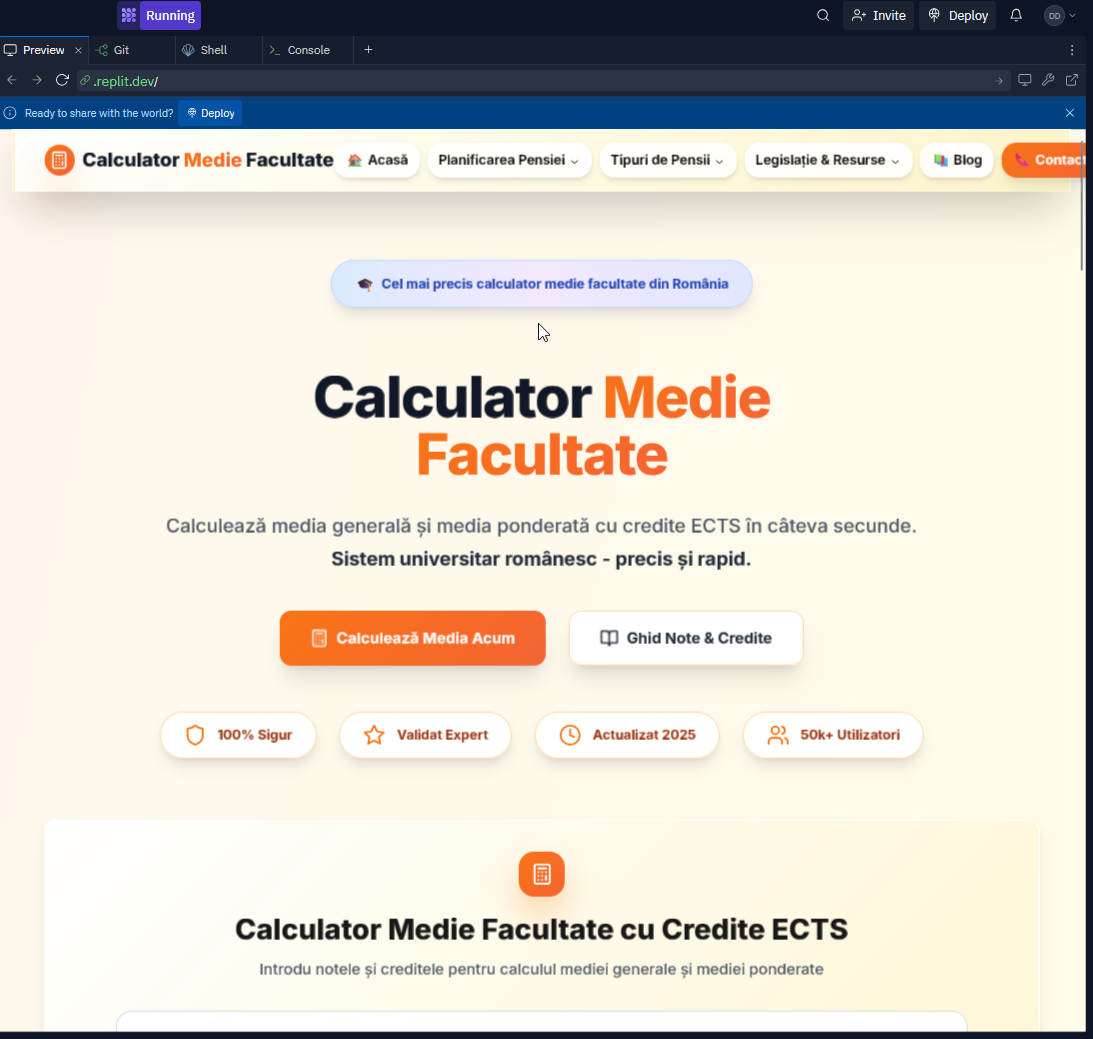 Running
Invite
Deploy
DD
Preview
Git
Shell
Console
.replit.dev/
Ready to share with the world?
Deploy
Calculator Medie Facultate
Acasă
Planificarea Pensiei
Tipuri de Pensii
Legislație & Resurse
Blog
Contact
Cel mai precis calculator medie facultate din România
Calculator Medie
Facultate
Calculează media generală și media ponderată cu credite ECTS în câteva secunde.
Sistem universitar românesc - precis și rapid.
Calculează Media Acum
Ghid Note & Credite
100% Sigur
Validat Expert
Actualizat 2025
50k+ Utilizatori
Calculator Medie Facultate cu Credite ECTS
Introdu notele și creditele pentru calculul mediei generale și mediei ponderate